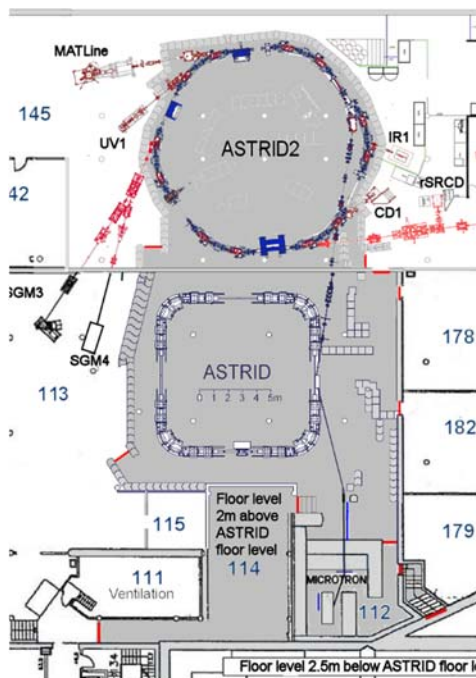 MATLine
145
UV1
ASTRID2
IR1
rSRCD
42
CD1
SGM3
SGM4
178
113
ASTRID
0 1 2 3 4 5m
182
Floor level
2m above
ASTRID
floor level
115
179
111
Ventilation
114
MICROTRON
112
34
Floor level 2.5m below ASTRID floor le